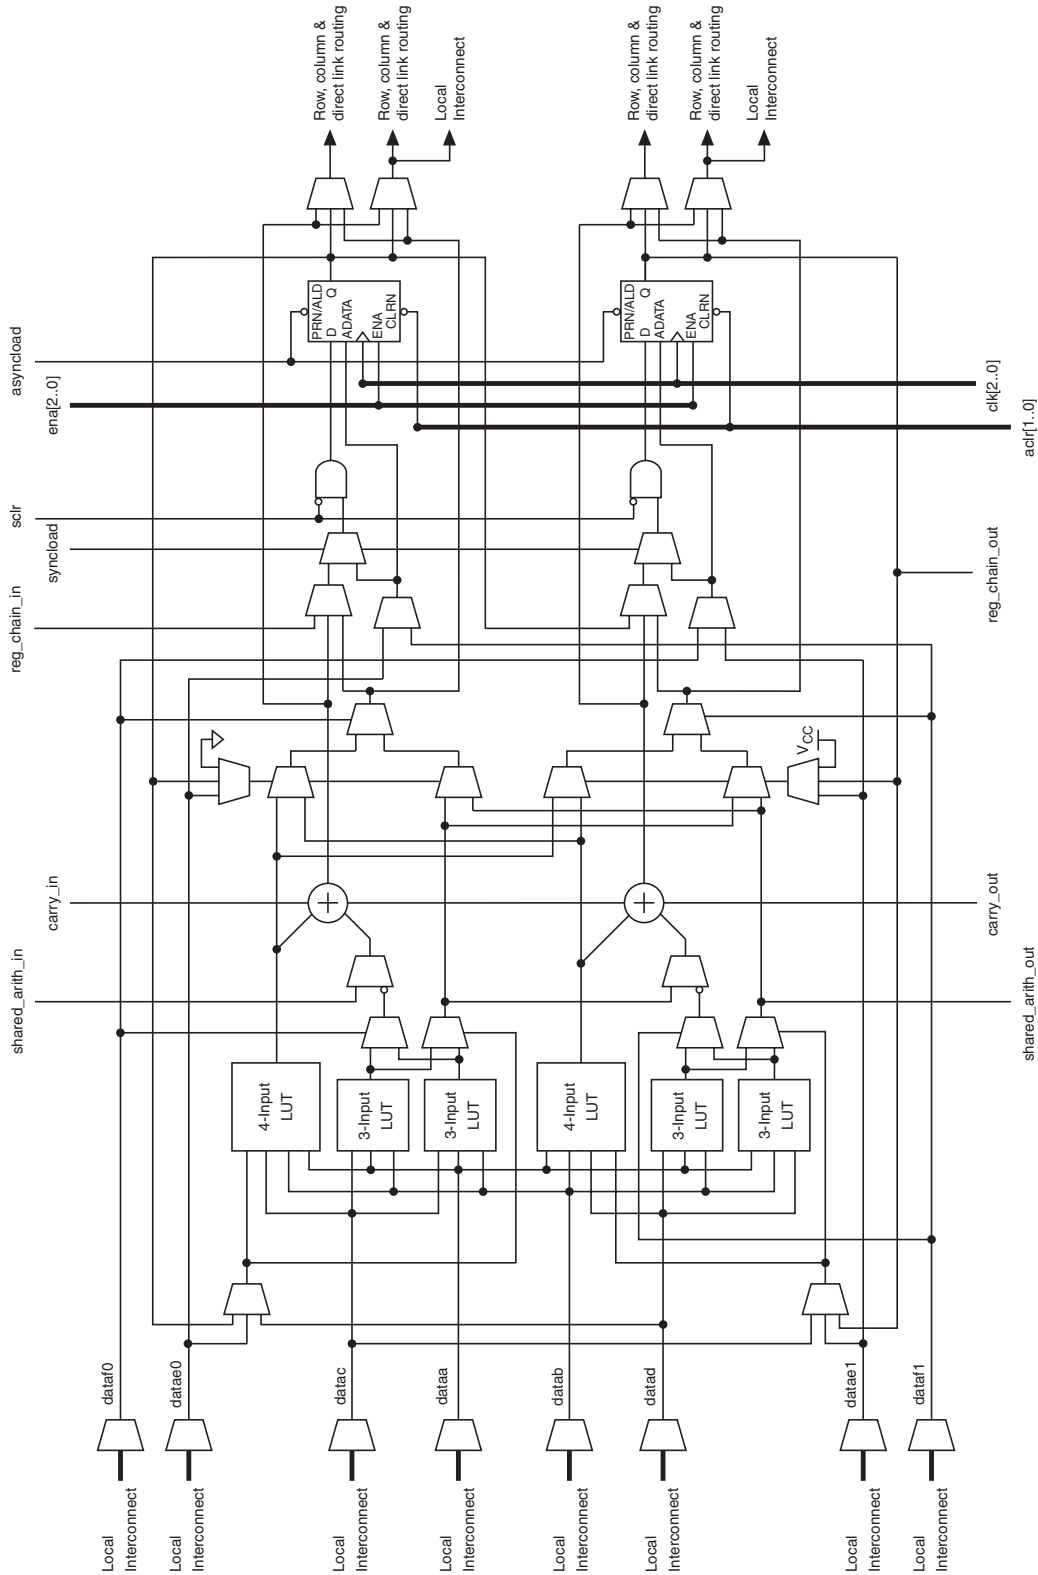 Row, column &
direct link routing
Row, column &
direct link routing
Local
Interconnect
Row, column &
direct link routing
Row, column &
direct link routing
Local
Interconnect
asyncload
ena[2..0]
sclr
syncload
reg_chain_in
carry_in
shared_arith_in
PRN/ALD
D
Q
ADATA
ENA
CLRN
PRN/ALD
D
Q
ADATA
ENA
CLRN
clk[2..0]
aclr[1..0]
reg_chain_out
VCC
carry_out
shared_arith_out
4-Input
LUT
3-Input
LUT
3-Input
LUT
4-Input
LUT
3-Input
LUT
3-Input
LUT
dataf0
datae0
datac
dataa
datab
datad
datae1
dataf1
Local
Interconnect
Local
Interconnect
Local
Interconnect
Local
Interconnect
Local
Interconnect
Local
Interconnect
Local
Interconnect
Local
Interconnect